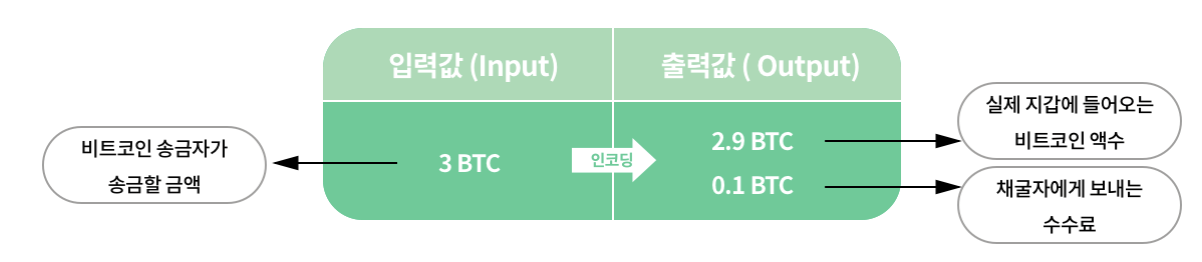 입력값 (Input)
출력값 ( Output)
비트코인 송금자가
송금할 금액
3 BTC
인코딩
2.9 BTC
0.1 BTC
실제 지갑에 들어오는
비트코인 액수
채굴자에게 보내는
수수료